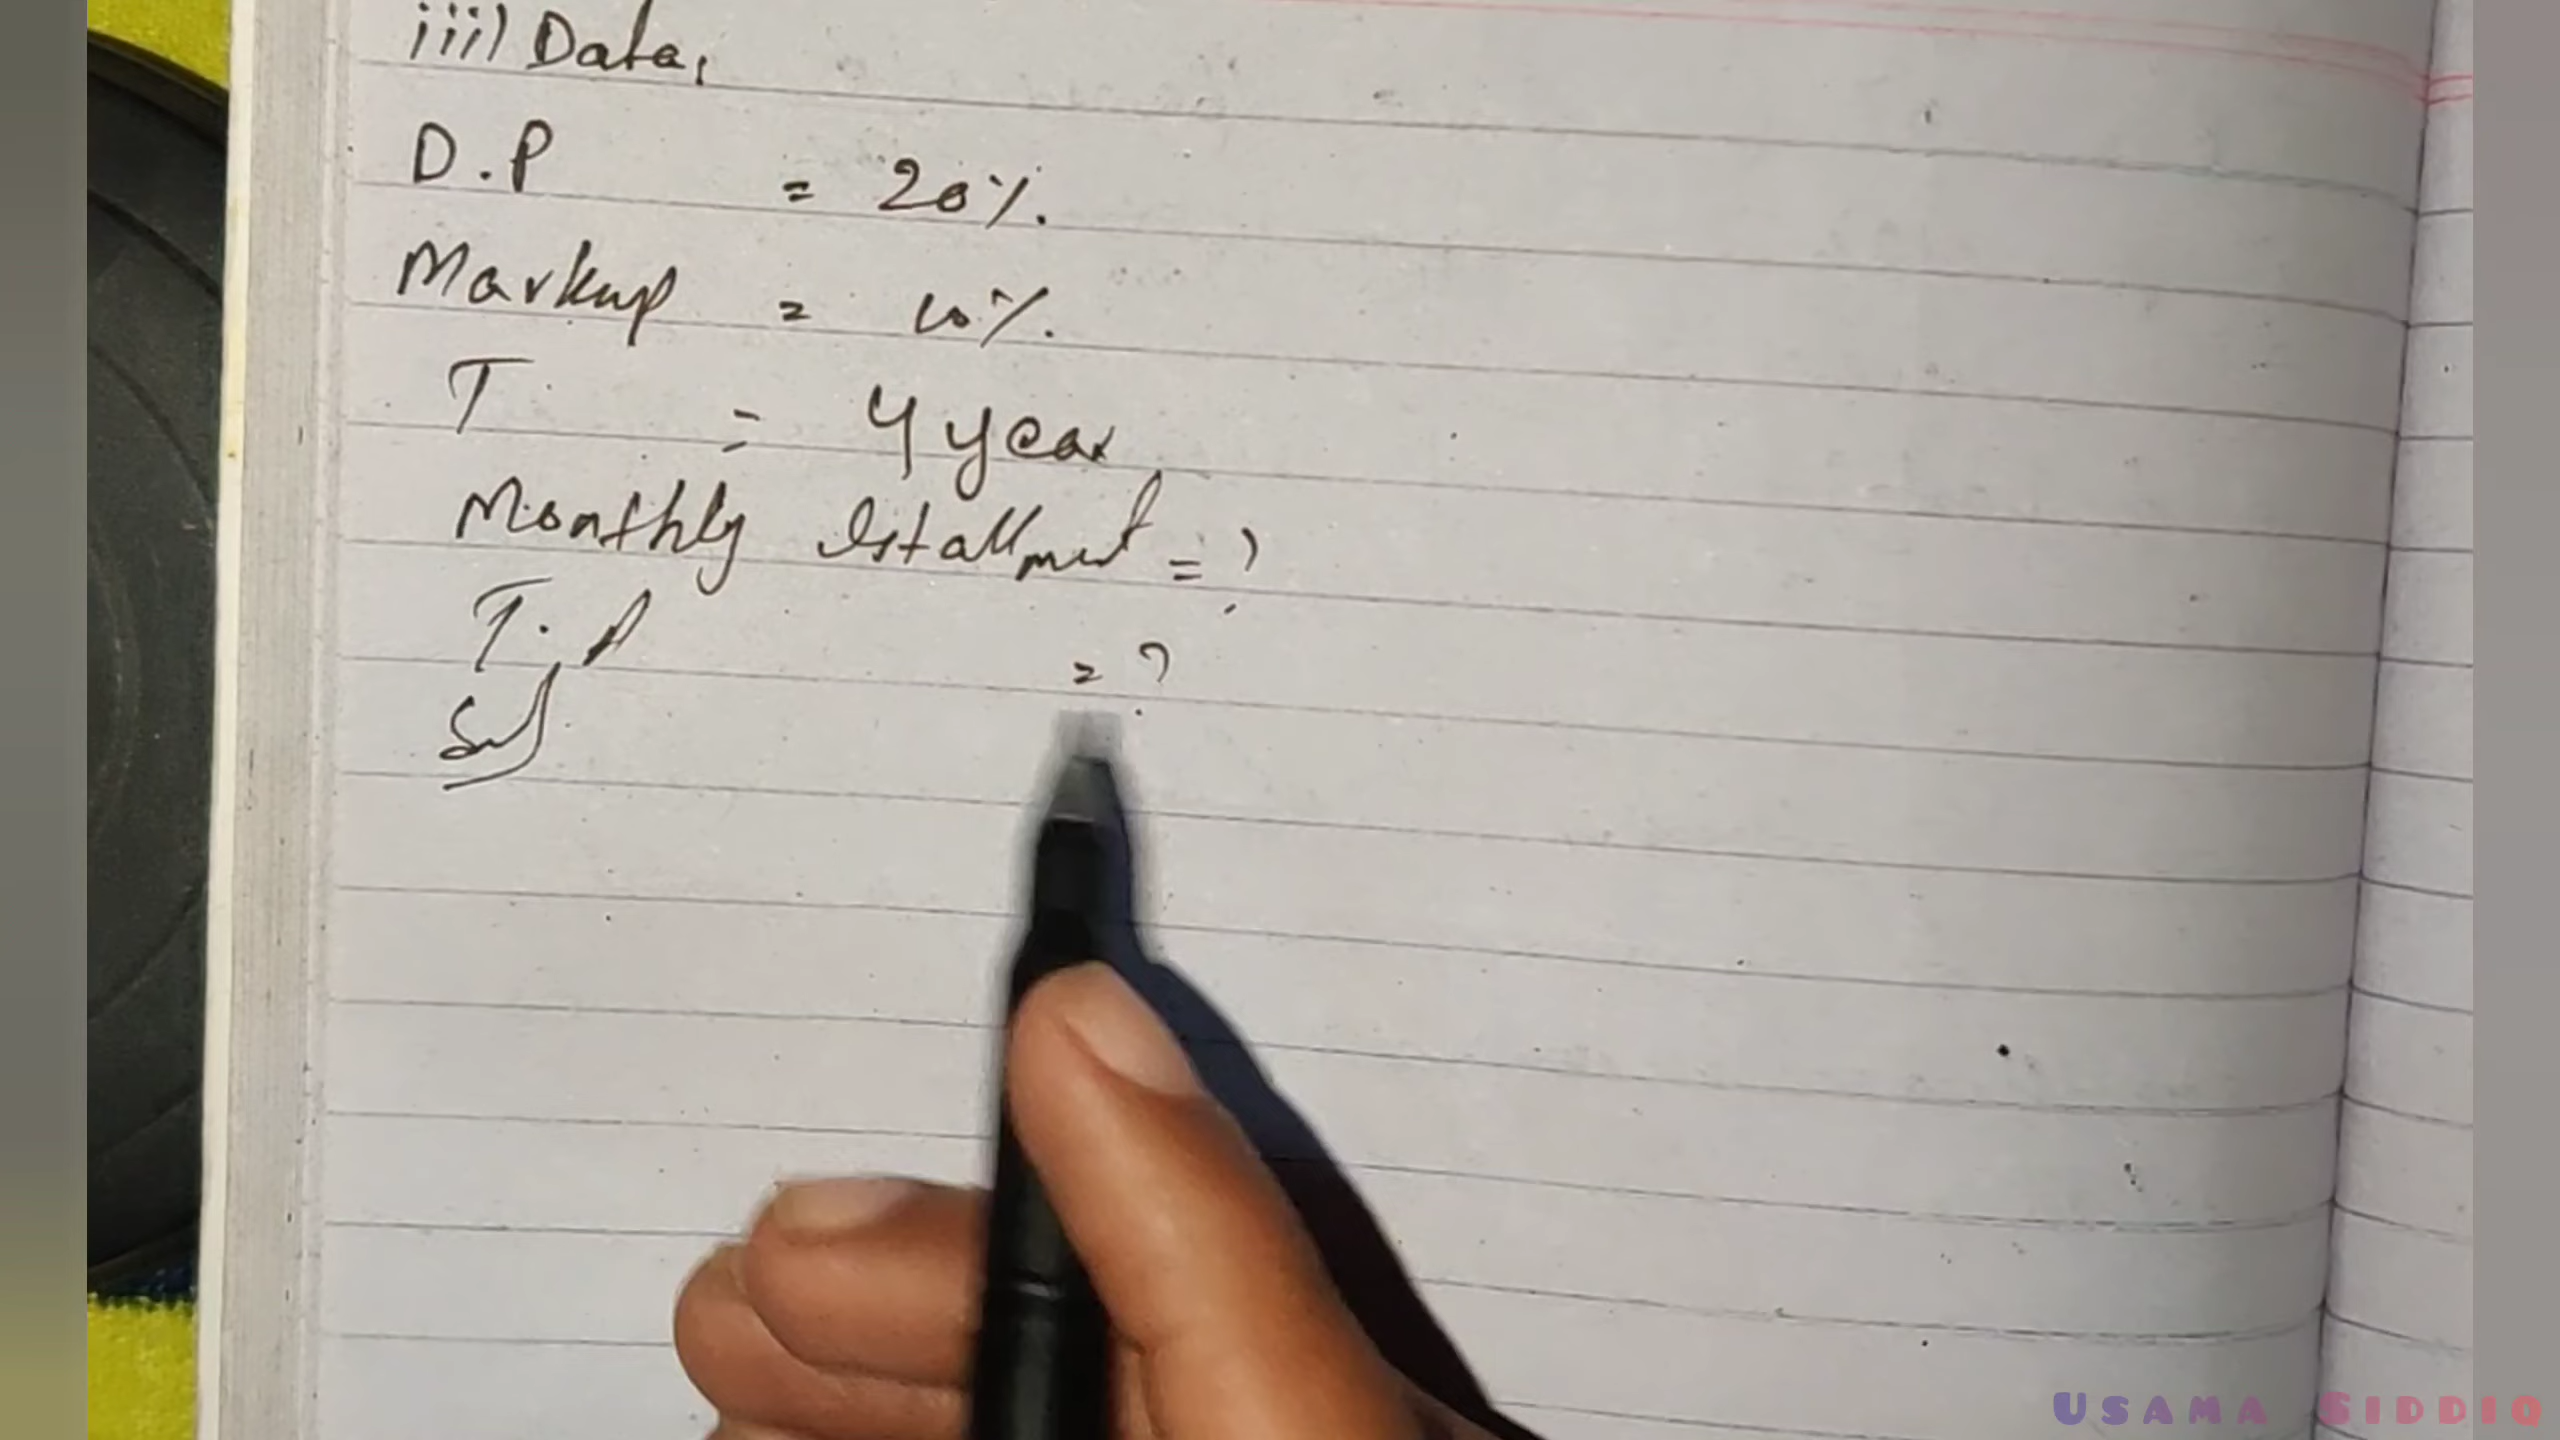 iii) Data,
D.P = 20%.
Markup = 10%.
T = 4 year
Monthly Istallment = ?
T.A = ?
Sol
USAMA SIDDIQ